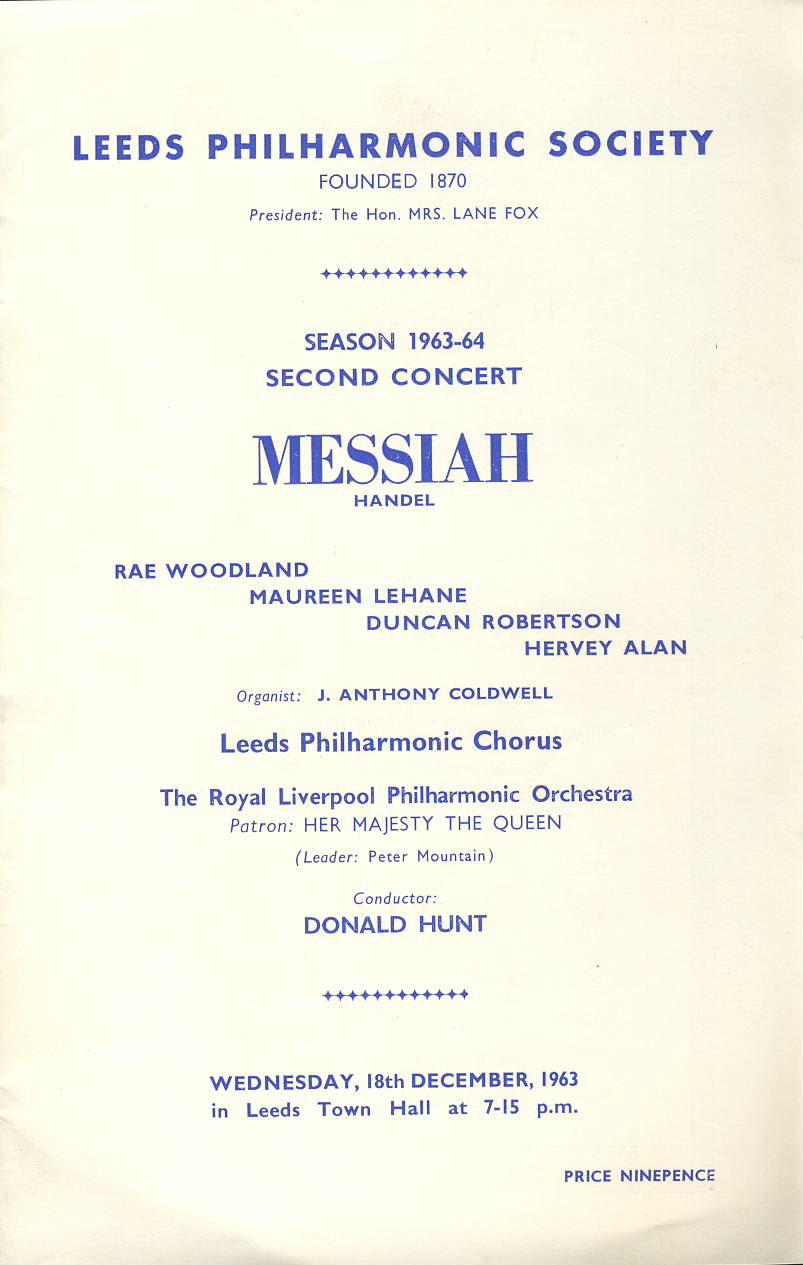 LEEDS PHILHARMONIC SOCIETY
FOUNDED 1870
President: The Hon. MRS. LANE FOX
SEASON 1963-64
SECOND CONCERT
MESSIAH
HANDEL
RAE WOODLAND
MAUREEN LEHANE
DUNCAN ROBERTSON
HERVEY ALAN
Organist: J. ANTHONY COLDWELL
Leeds Philharmonic Chorus
The Royal Liverpool Philharmonic Orchestra
Patron: HER MAJESTY THE QUEEN
(Leader: Peter Mountain)
Conductor:
DONALD HUNT
WEDNESDAY, 18th DECEMBER, 1963
in Leeds Town Hall at 7-15 p.m.
PRICE NINEPENCE